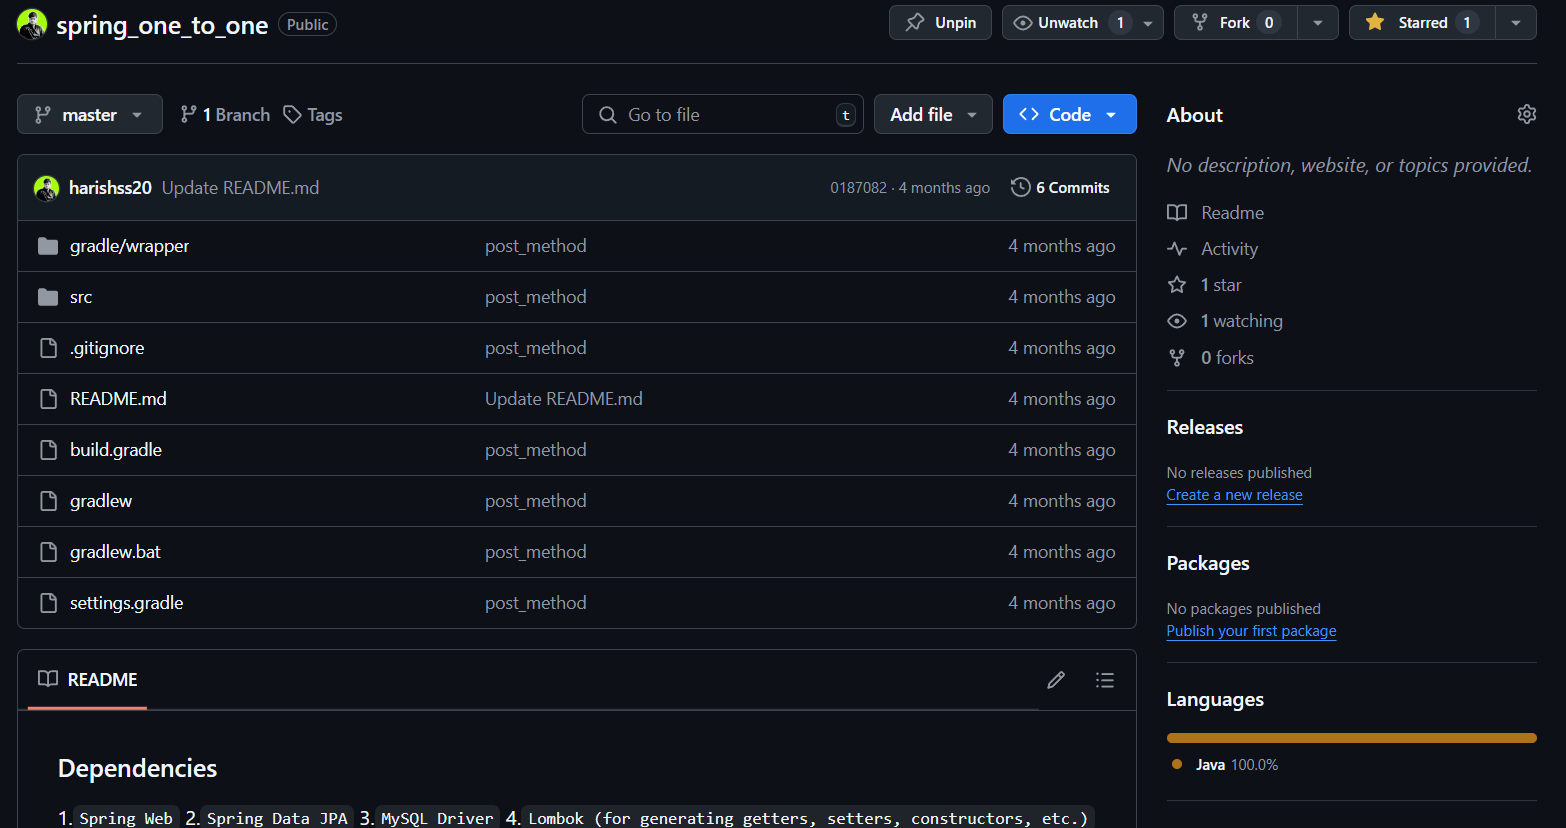 spring_one_to_one Public Unpin Unwatch 1 Fork 0 Starred 1
master 1 Branch Tags Go to file t Add file Code
harishss20 Update README.md 0187082 · 4 months ago 6 Commits
gradle/wrapper post_method 4 months ago
src post_method 4 months ago
.gitignore post_method 4 months ago
README.md Update README.md 4 months ago
build.gradle post_method 4 months ago
gradlew post_method 4 months ago
gradlew.bat post_method 4 months ago
settings.gradle post_method 4 months ago
README
Dependencies
1. Spring Web 2. Spring Data JPA 3. MySQL Driver 4. Lombok (for generating getters, setters, constructors, etc.)
About
No description, website, or topics provided.
Readme
Activity
1 star
1 watching
0 forks
Releases
No releases published
Create a new release
Packages
No packages published
Publish your first package
Languages
Java 100.0%